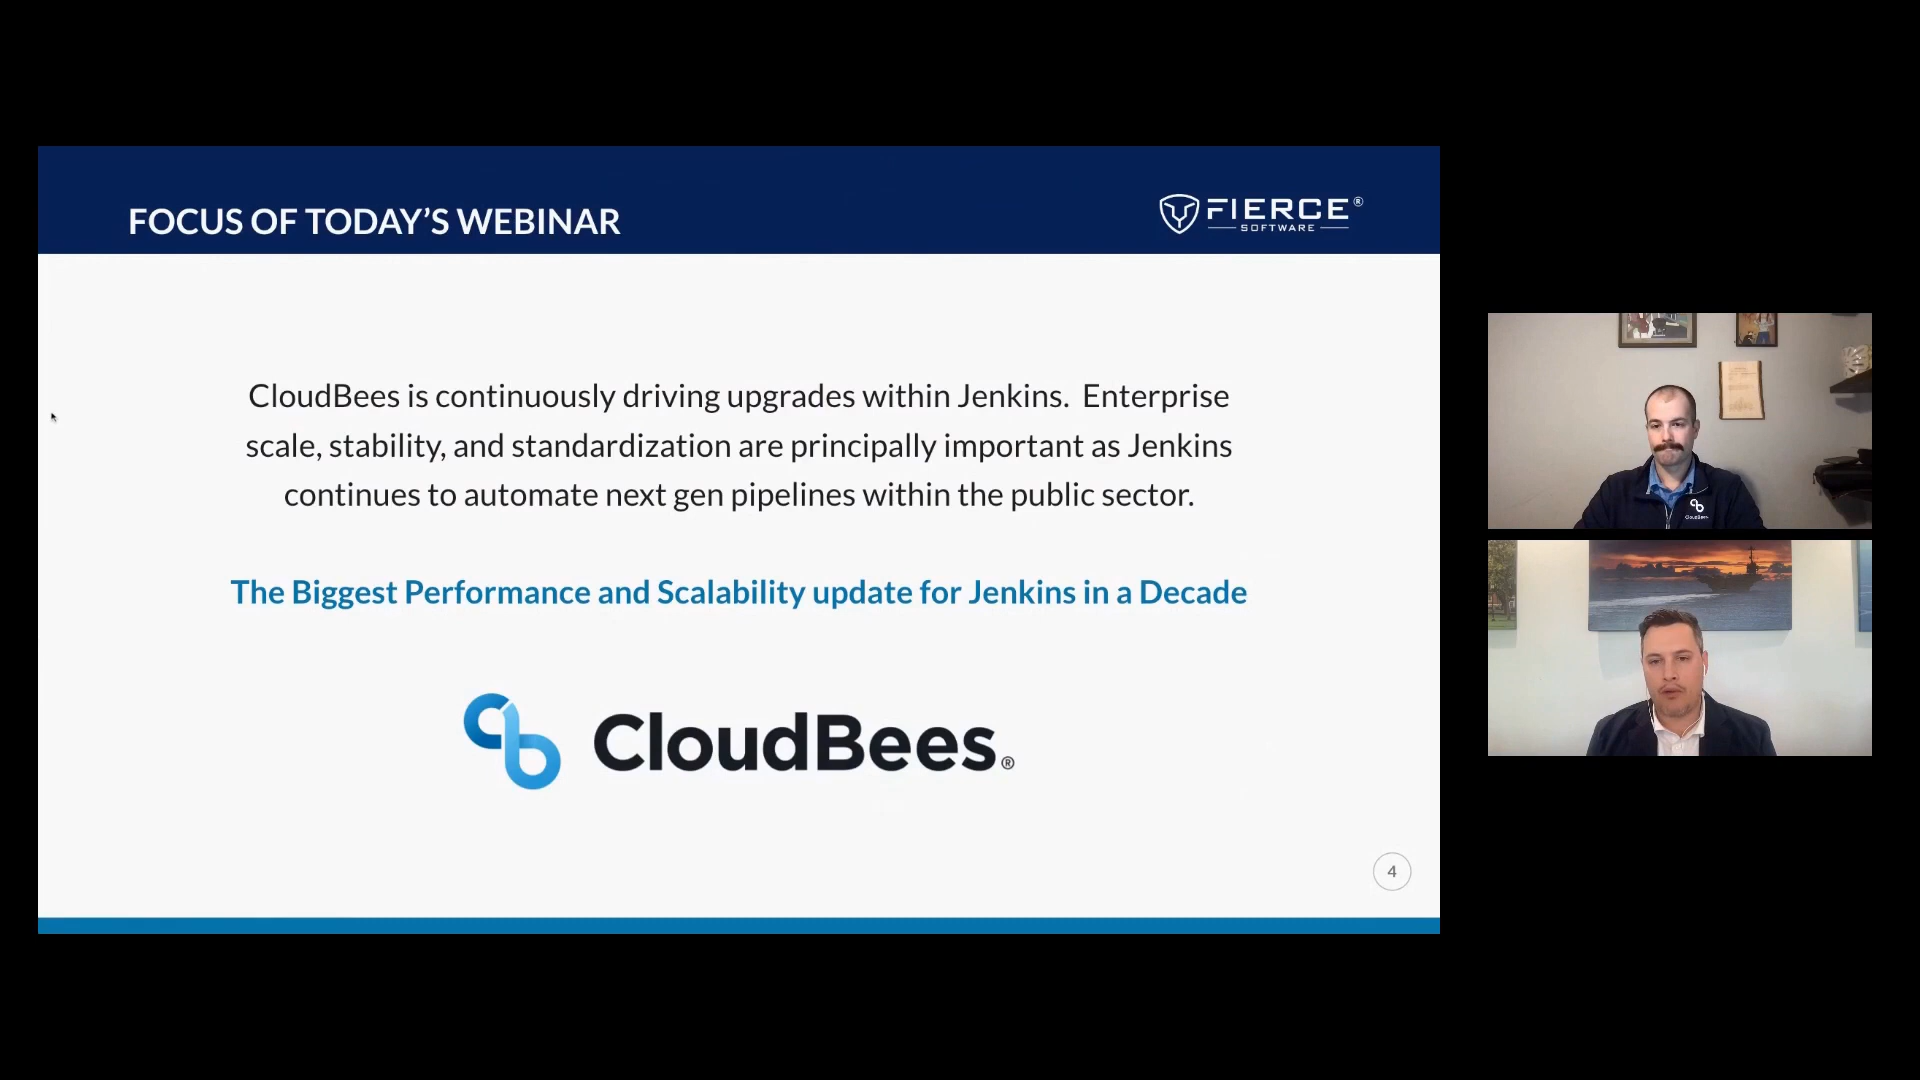 FOCUS OF TODAY'S WEBINAR
FIERCE®
SOFTWARE
CloudBees is continuously driving upgrades within Jenkins. Enterprise
scale, stability, and standardization are principally important as Jenkins
continues to automate next gen pipelines within the public sector.
The Biggest Performance and Scalability update for Jenkins in a Decade
CloudBees®
4
CloudBees